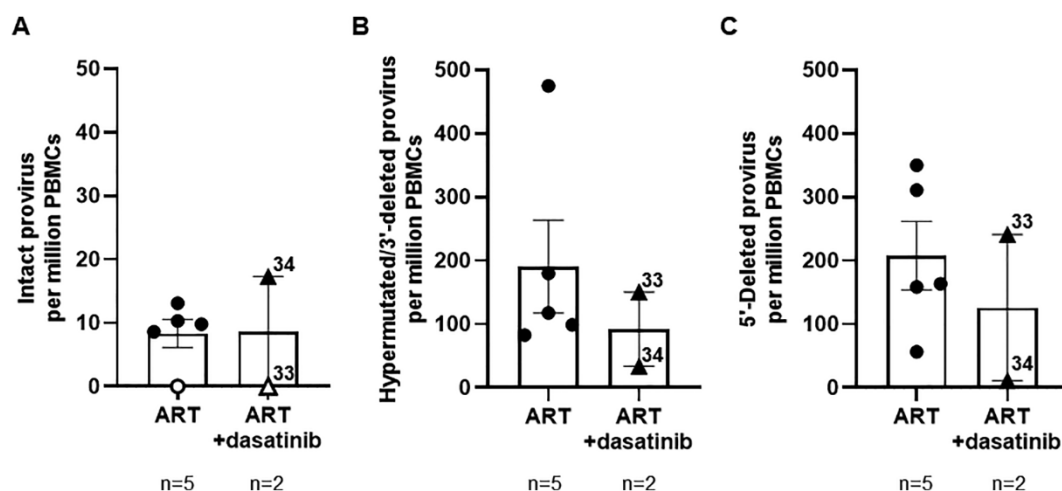 A
Intact provirus
per million PBMCs
50
40
30
20
10
0
34
33
ART
ART
+dasatinib
n=5
n=2
B
Hypermutated/3'-deleted provirus
per million PBMCs
500
400
300
200
100
0
33
34
ART
ART
+dasatinib
n=5
n=2
C
5'-Deleted provirus
per million PBMCs
500
400
300
200
100
0
33
34
ART
ART
+dasatinib
n=5
n=2